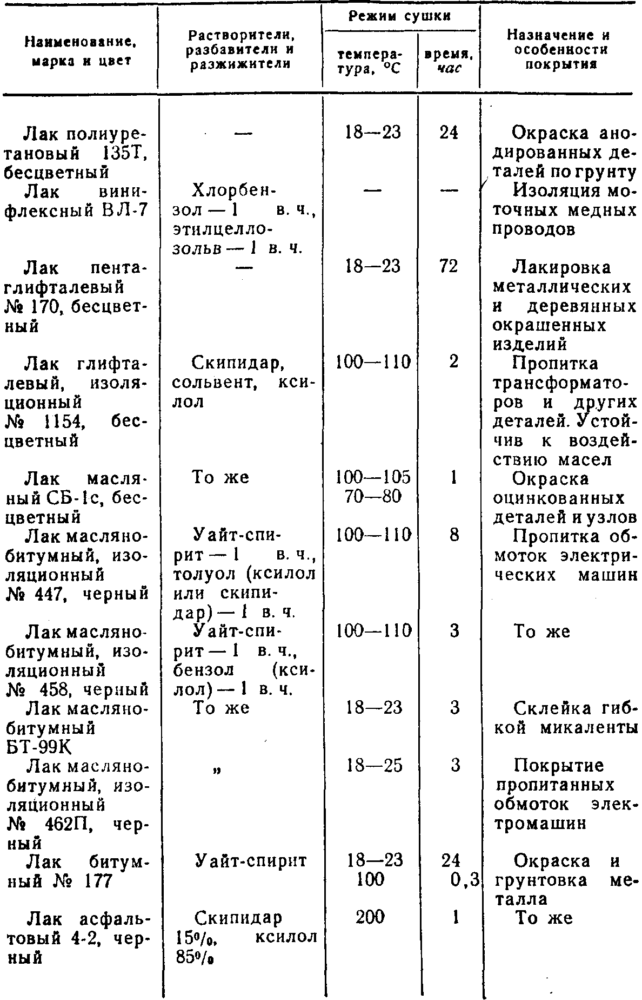 Наименование,
марка и цвет
Растворители,
разбавители и
разжижители
Режим сушки
темпера-
тура, °С
время,
час
Назначение и
особенности
покрытия
Лак полиуре-
тановый 135Т,
бесцветный
—
18—23
24
Окраска ано-
дированных де-
талей по грунту
Лак вини-
флексный ВЛ-7
Хлорбен-
зол — 1 в. ч.,
этилцелло-
зольв — 1 в. ч.
—
—
Изоляция мо-
точных медных
проводов
Лак пента-
глифталевый
№ 170, бесцвет-
ный
—
18—23
72
Лакировка
металлических
и деревянных
окрашенных
изделий
Лак глифта-
левый, изоля-
ционный
№ 1154, бес-
цветный
Скипидар,
сольвент, кси-
лол
100—110
2
Пропитка
трансформато-
ров и других
деталей. Устой-
чив к воздей-
ствию масел
Лак масля-
ный СБ-1с, бес-
цветный
То же
100—105
70—80
1
Окраска
оцинкованных
деталей и узлов
Лак масляно-
битумный, изо-
ляционный
№ 447, черный
Уайт-спи-
рит — 1 в. ч.,
толуол (ксилол
или скипи-
дар) — 1 в. ч.
100—110
8
Пропитка об-
моток электри-
ческих машин
Лак масляно-
битумный, изо-
ляционный
№ 458, черный
Уайт-спи-
рит — 1 в. ч.,
бензол (кси-
лол) — 1 в. ч.
100—110
3
То же
Лак масляно-
битумный
БТ-99К
То же
18—23
3
Склейка гиб-
кой микаленты
Лак масляно-
битумный, изо-
ляционный
№ 462П, чер-
ный
„
18—25
3
Покрытие
пропитанных
обмоток элек-
тромашин
Лак битум-
ный № 177
Уайт-спирит
18—23
100
24
0,3
Окраска и
грунтовка ме-
талла
Лак асфаль-
товый 4-2, чер-
ный
Скипидар
15%, ксилол
85%
200
1
То же